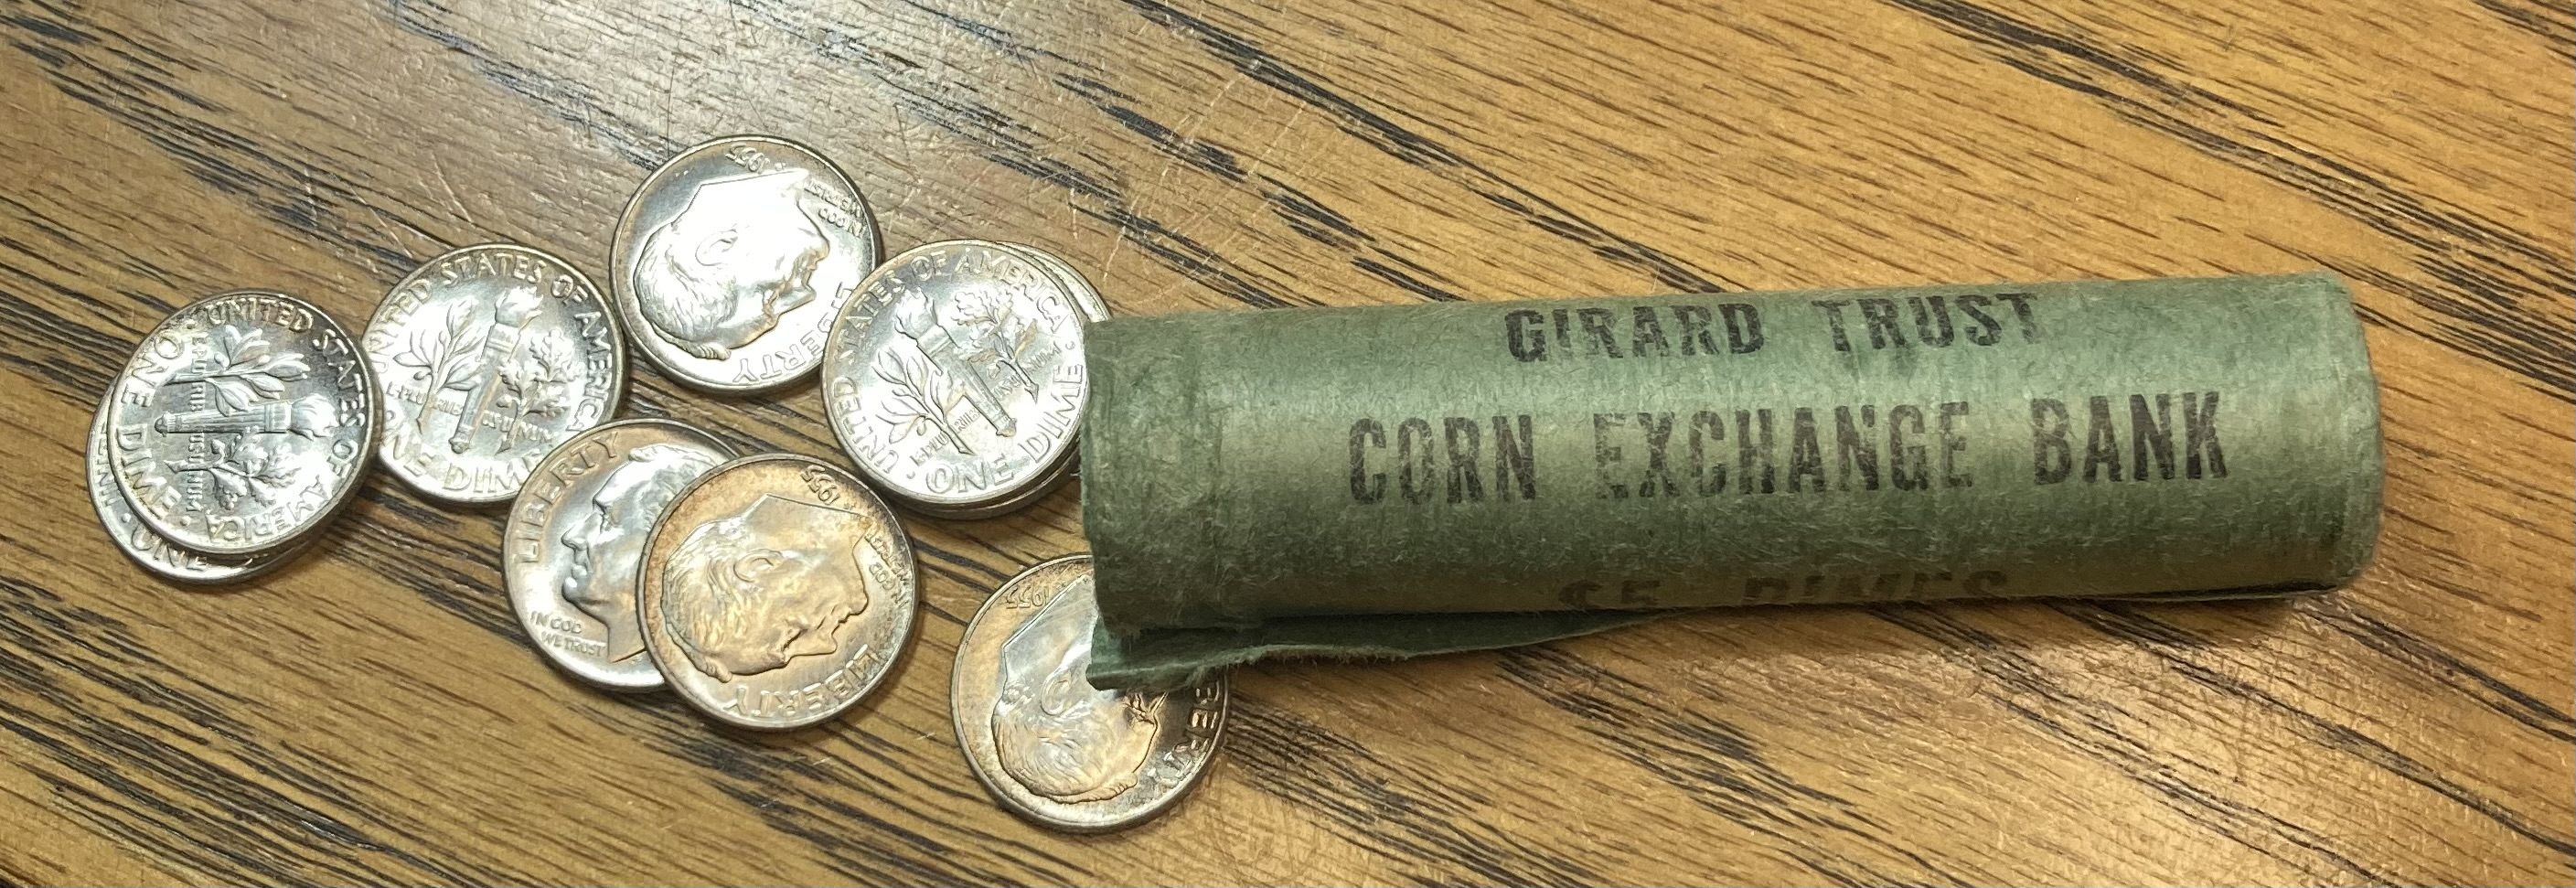 GIRARD TRUST
CORN EXCHANGE BANK
$5 DIMES
UNITED STATES OF AMERICA
ONE DIME
E PLURIBUS UNUM
UNITED STATES OF AMERICA
ONE DIME
E PLURIBUS UNUM
1955
IN GOD
WE TRUST
LIBERTY
UNITED STATES OF AMERICA
ONE DIME
E PLURIBUS UNUM
LIBERTY
IN GOD
WE TRUST
1955
IN GOD
WE TRUST
LIBERTY
1955